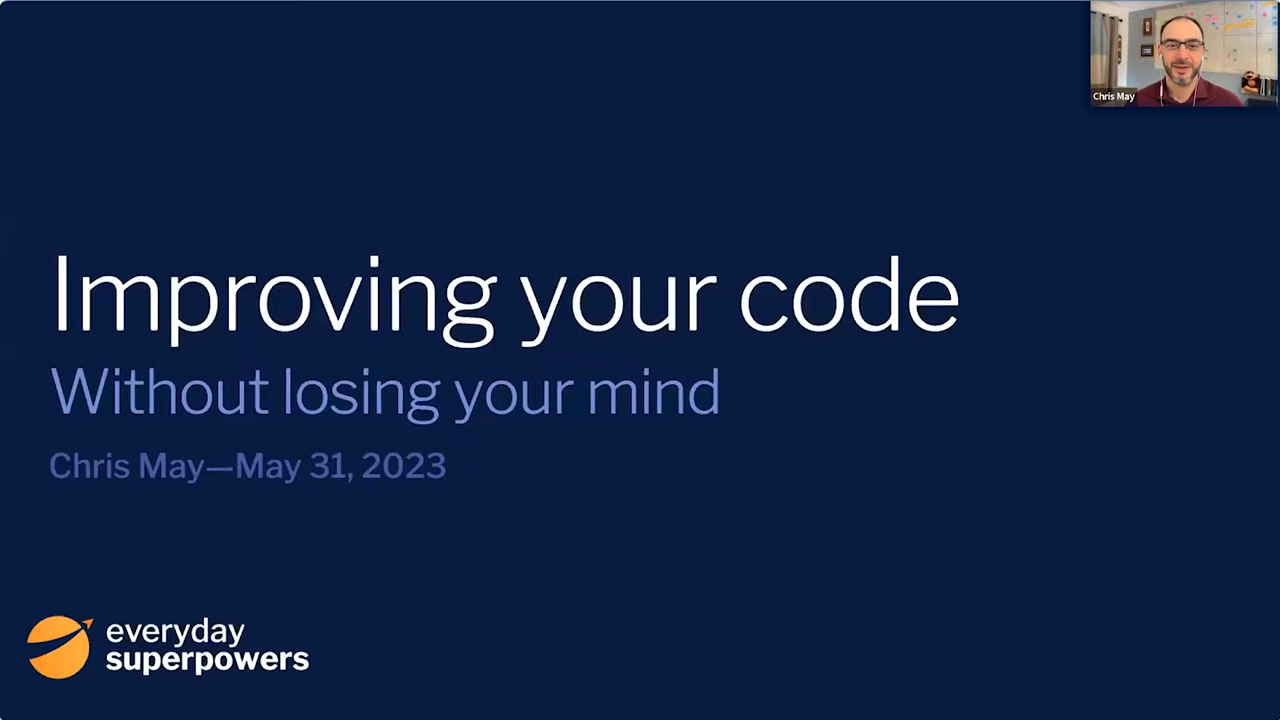 Chris May
Improving your code
Without losing your mind
Chris May—May 31, 2023
everyday
superpowers